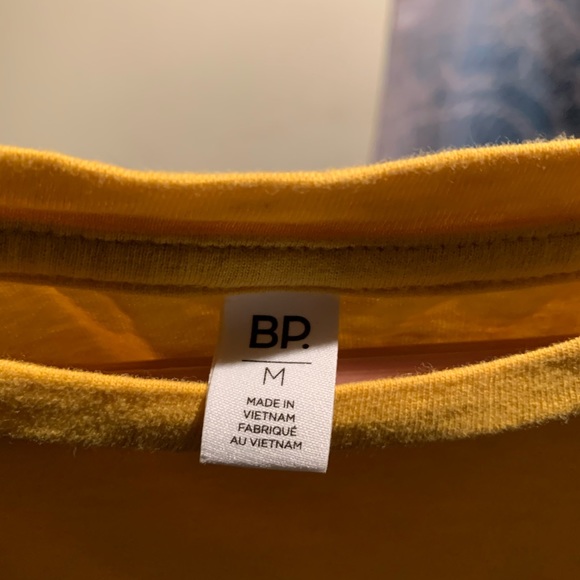 BP.
M
MADE IN
VIETNAM
FABRIQUÉ
AU VIETNAM